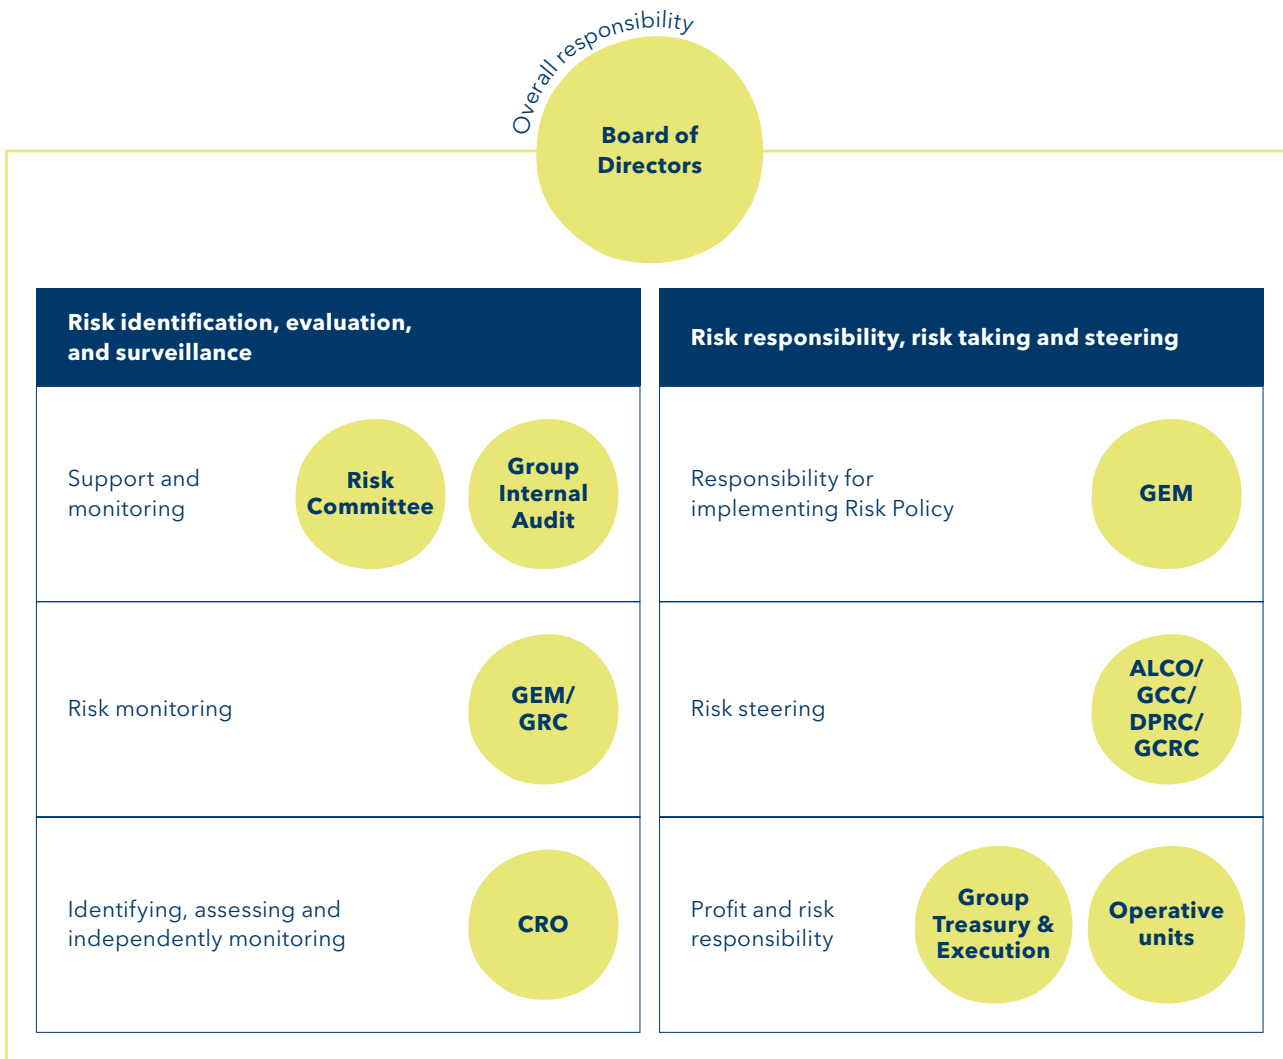 Overall responsibility
Board of
Directors
Risk identification, evaluation,
and surveillance
Support and
monitoring
Risk
Committee
Group
Internal
Audit
Risk monitoring
GEM/
GRC
Identifying, assessing and
independently monitoring
CRO
Risk responsibility, risk taking and steering
Responsibility for
implementing Risk Policy
GEM
Risk steering
ALCO/
GCC/
DPRC/
GCRC
Profit and risk
responsibility
Group
Treasury &
Execution
Operative
units